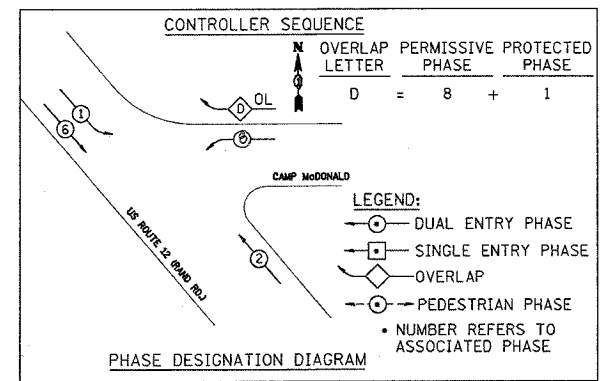 CONTROLLER SEQUENCE
N
OVERLAP LETTER PERMISSIVE PHASE PROTECTED PHASE
D = 8 + 1
D OL
1
6
8
CAMP McDONALD
US ROUTE 12 (RAND RD.)
2
LEGEND:
DUAL ENTRY PHASE
SINGLE ENTRY PHASE
OVERLAP
PEDESTRIAN PHASE
• NUMBER REFERS TO
ASSOCIATED PHASE
PHASE DESIGNATION DIAGRAM